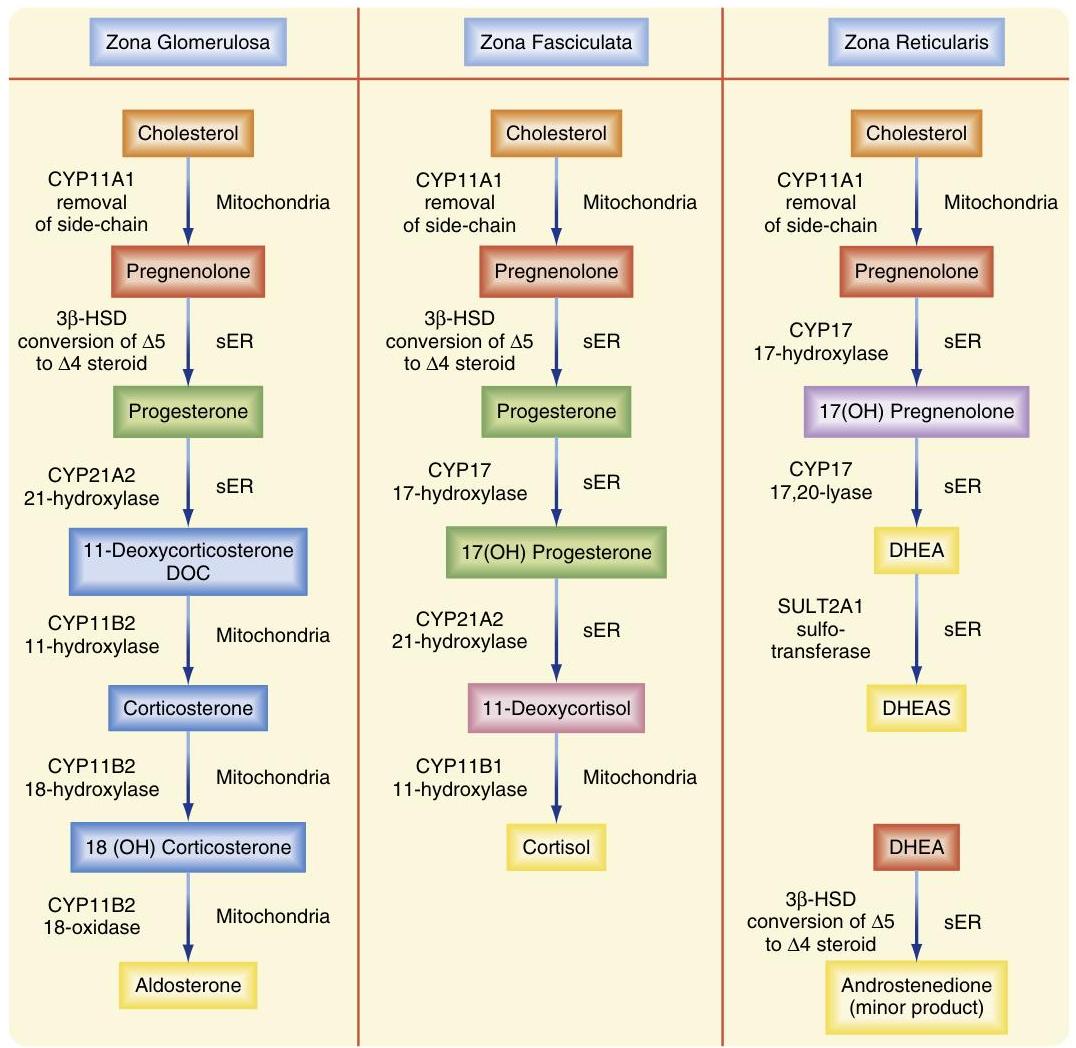 Zona Glomerulosa
Cholesterol
CYP11A1
removal
of side-chain
Mitochondria
Pregnenolone
3β-HSD
conversion of Δ5
to Δ4 steroid
sER
Progesterone
CYP21A2
21-hydroxylase
sER
11-Deoxycorticosterone
DOC
CYP11B2
11-hydroxylase
Mitochondria
Corticosterone
CYP11B2
18-hydroxylase
Mitochondria
18 (OH) Corticosterone
CYP11B2
18-oxidase
Mitochondria
Aldosterone
Zona Fasciculata
Cholesterol
CYP11A1
removal
of side-chain
Mitochondria
Pregnenolone
3β-HSD
conversion of Δ5
to Δ4 steroid
sER
Progesterone
CYP17
17-hydroxylase
sER
17(OH) Progesterone
CYP21A2
21-hydroxylase
sER
11-Deoxycortisol
CYP11B1
11-hydroxylase
Mitochondria
Cortisol
Zona Reticularis
Cholesterol
CYP11A1
removal
of side-chain
Mitochondria
Pregnenolone
CYP17
17-hydroxylase
sER
17(OH) Pregnenolone
CYP17
17,20-lyase
sER
DHEA
SULT2A1
sulfo-
transferase
sER
DHEAS
DHEA
3β-HSD
conversion of Δ5
to Δ4 steroid
sER
Androstenedione
(minor product)